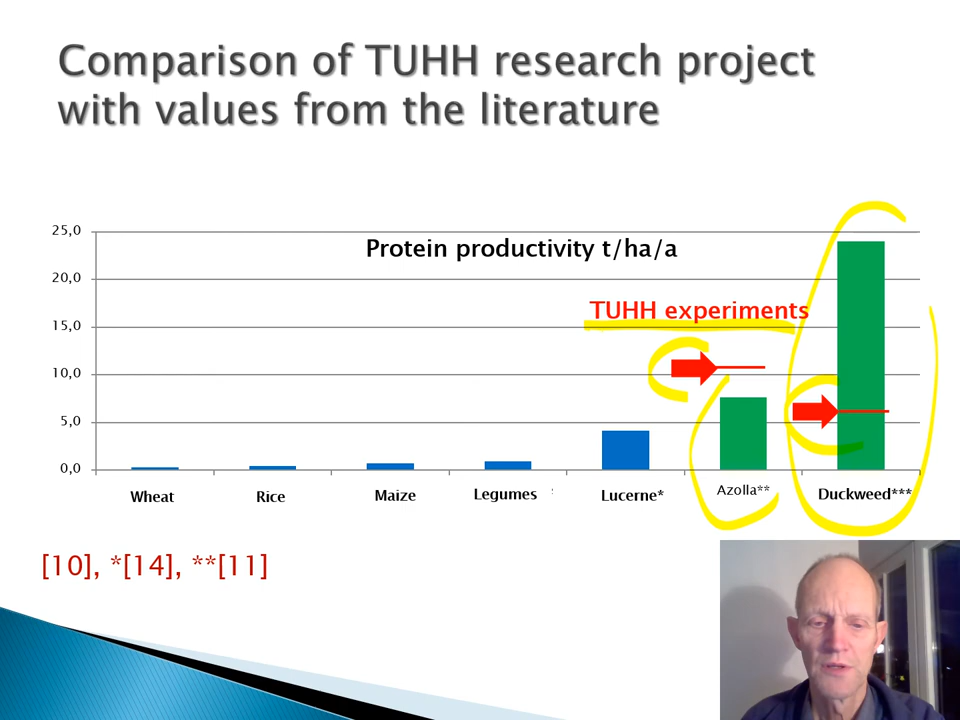 Comparison of TUHH research project
with values from the literature
Protein productivity t/ha/a
25,0
20,0
15,0
10,0
5,0
0,0
TUHH experiments
Wheat
Rice
Maize
Legumes
Lucerne*
Azolla**
Duckweed***
[10], *[14], **[11]